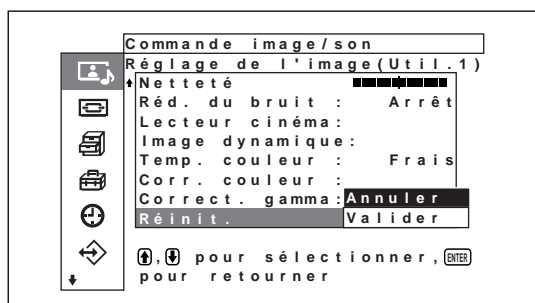 Commande image/son
Réglage de l'image(Util.1)
Netteté
Réd. du bruit : Arrêt
Lecteur cinéma:
Image dynamique:
Temp. couleur : Frais
Corr. couleur :
Correct. gamma: Annuler
Réinit. Valider
, pour sélectionner, ENTER
pour retourner